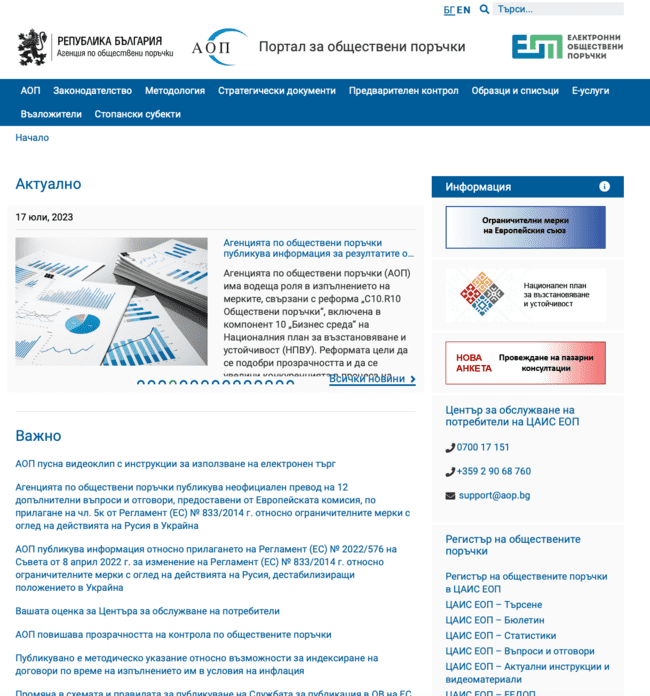 БГ EN
Търси...
РЕПУБЛИКА БЪЛГАРИЯ
Агенция по обществени поръчки
АОП
Портал за обществени поръчки
ЕОП
ЕЛЕКТРОННИ
ОБЩЕСТВЕНИ
ПОРЪЧКИ
АОП Законодателство Методология Стратегически документи Предварителен контрол Образци и списъци Е-услуги
Възложители Стопански субекти
Начало
Актуално
17 юли, 2023
Агенцията по обществени поръчки
публикува информация за резултатите о...
Агенцията по обществени поръчки (АОП)
има водеща роля в изпълнението на
мерките, свързани с реформа „C10.R10
Обществени поръчки“, включена в
компонент 10 „Бизнес среда“ на
Националния план за възстановяване и
устойчивост (НПВУ). Реформата цели да
се подобри прозрачността и да се
увеличи конкуренцията в процеса на
Всички новини
Важно
АОП пусна видеоклип с инструкции за използване на електронен търг
Агенцията по обществени поръчки публикува неофициален превод на 12
допълнителни въпроси и отговори, предоставени от Европейската комисия, по
прилагане на чл. 5к от Регламент (ЕС) № 833/2014 г. относно ограничителните мерки с
оглед на действията на Русия в Украйна
АОП публикува информация относно прилагането на Регламент (ЕС) № 2022/576 на
Съвета от 8 април 2022 г. за изменение на Регламент (ЕС) № 833/2014 г. относно
ограничителните мерки с оглед на действията на Русия, дестабилизиращи
положението в Украйна
Вашата оценка за Центъра за обслужване на потребители
АОП повишава прозрачността на контрола по обществените поръчки
Публикувано е методическо указание относно възможности за индексиране на
договори по време на изпълнението им в условия на инфлация
Промяна в схемата и правилата за публикуване на Службата за публикации в ОВ на ЕС
Информация
Ограничителни мерки
на Европейския съюз
Национален план
за възстановяване
и устойчивост
НОВА
АНКЕТА
Провеждане на пазарни
консултации
Център за обслужване на
потребители на ЦАИС ЕОП
0700 17 151
+359 2 90 68 760
support@aop.bg
Регистър на обществените
поръчки
Регистър на обществените поръчки
в ЦАИС ЕОП
ЦАИС ЕОП – Търсене
ЦАИС ЕОП – Бюлетин
ЦАИС ЕОП – Статистики
ЦАИС ЕОП – Въпроси и отговори
ЦАИС ЕОП – Актуални инструкции и
видеоматериали
ЦАИС ЕОП – ЕЕДОП